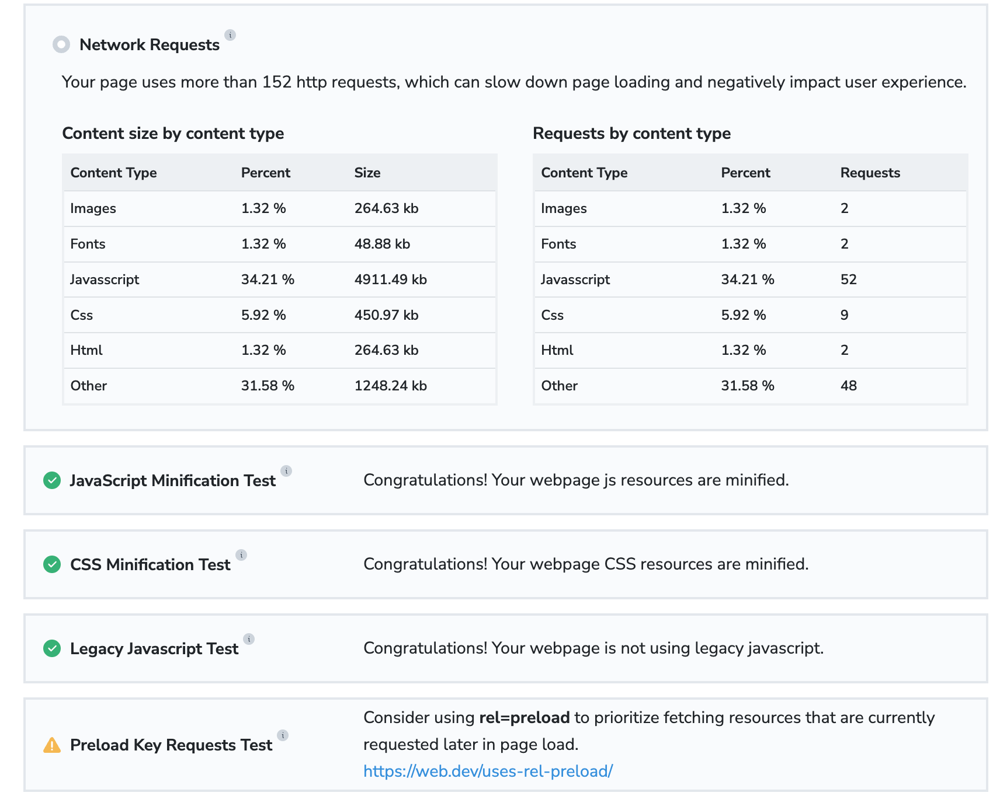 Network Requests i
Your page uses more than 152 http requests, which can slow down page loading and negatively impact user experience.
Content size by content type
Content Type Percent Size
Images 1.32 % 264.63 kb
Fonts 1.32 % 48.88 kb
Javasscript 34.21 % 4911.49 kb
Css 5.92 % 450.97 kb
Html 1.32 % 264.63 kb
Other 31.58 % 1248.24 kb
Requests by content type
Content Type Percent Requests
Images 1.32 % 2
Fonts 1.32 % 2
Javasscript 34.21 % 52
Css 5.92 % 9
Html 1.32 % 2
Other 31.58 % 48
JavaScript Minification Test i
Congratulations! Your webpage js resources are minified.
CSS Minification Test i
Congratulations! Your webpage CSS resources are minified.
Legacy Javascript Test i
Congratulations! Your webpage is not using legacy javascript.
Preload Key Requests Test i
Consider using rel=preload to prioritize fetching resources that are currently
requested later in page load.
https://web.dev/uses-rel-preload/